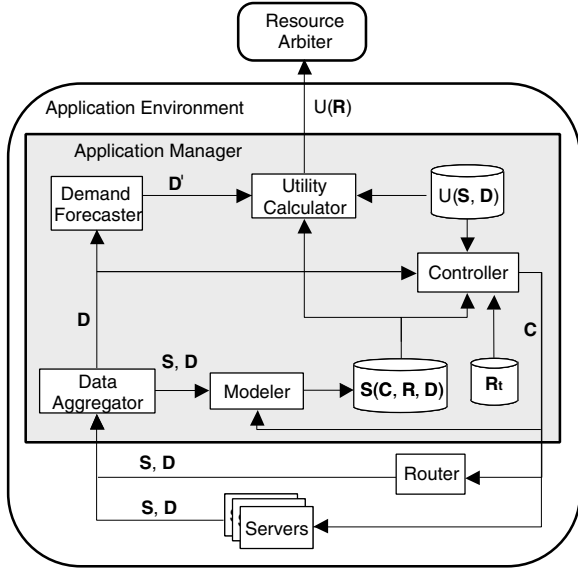 Resource
Arbiter
Application Environment
U(R)
Application Manager
D'
Demand
Forecaster
Utility
Calculator
U(S, D)
Controller
D
C
S, D
Data
Aggregator
Modeler
S(C, R, D)
Rt
S, D
Router
S, D
Servers